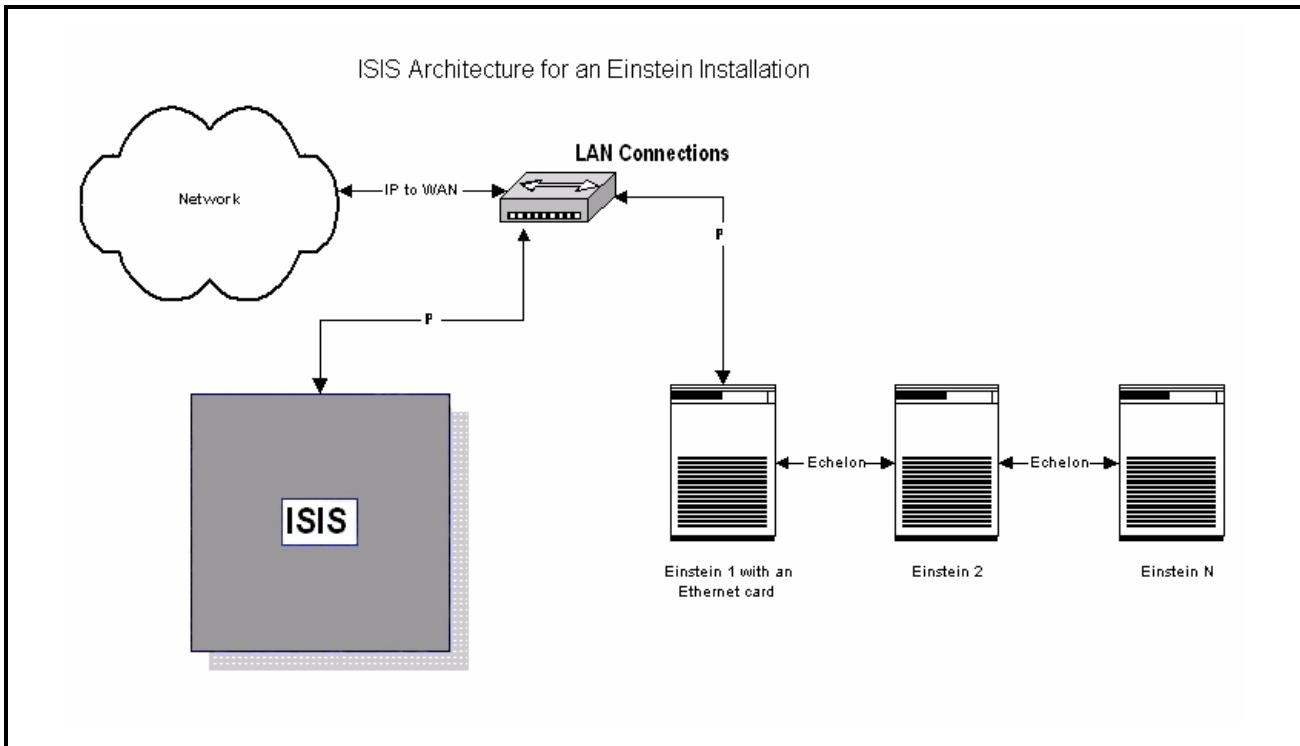 ISIS Architecture for an Einstein Installation
LAN Connections
Network
IP to WAN
P
P
ISIS
Echelon
Echelon
Einstein 1 with an
Ethernet card
Einstein 2
Einstein N